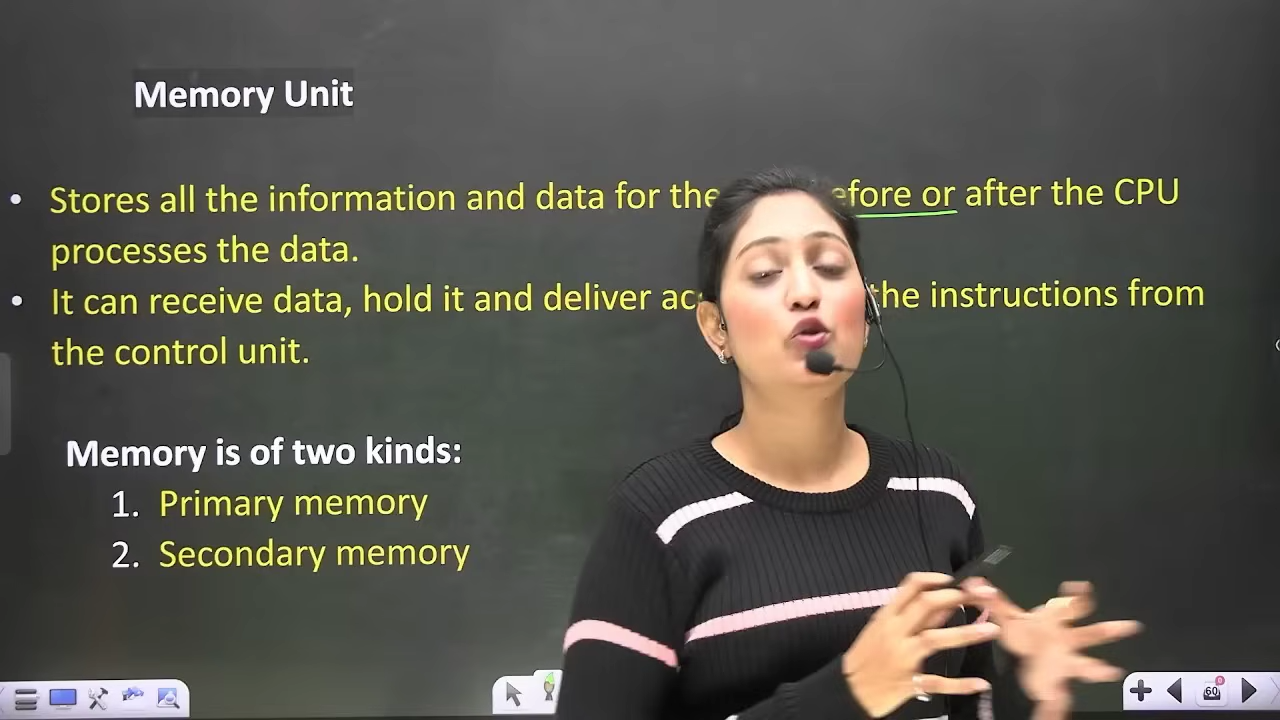 Memory Unit
• Stores all the information and data for the or after the CPU
processes the data.
• It can receive data, hold it and deliver the instructions from
the control unit.
Memory is of two kinds:
1. Primary memory
2. Secondary memory
60
0